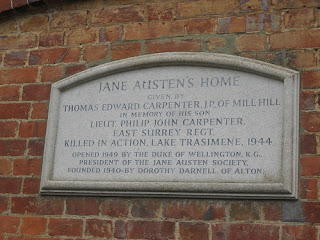 JANE AUSTEN'S HOME
GIVEN BY
THOMAS EDWARD CARPENTER, J.P. OF MILL HILL
IN MEMORY OF HIS SON
LIEUT. PHILIP JOHN CARPENTER,
EAST SURREY REGT.
KILLED IN ACTION, LAKE TRASIMENE, 1944.
OPENED 1949 BY THE DUKE OF WELLINGTON, K.G.,
PRESIDENT OF THE JANE AUSTEN SOCIETY,
FOUNDED 1940 BY DOROTHY DARNELL, OF ALTON.